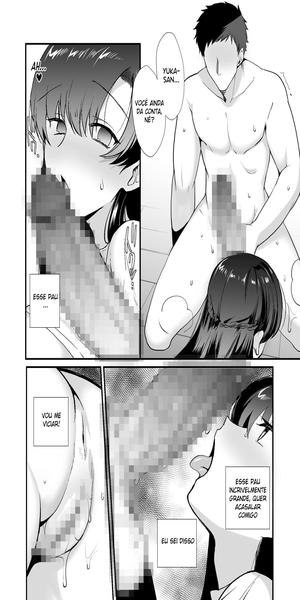 YUKA-
SAN...
VOCÊ AINDA
DA CONTA,
NÉ?
AH...
ESSE PAU
...
ESSE PAU
INCRIVELMENTE
GRANDE, QUER
ACASALAR
COMIGO
EU SEI DISSO
VOU ME
VICIAR!